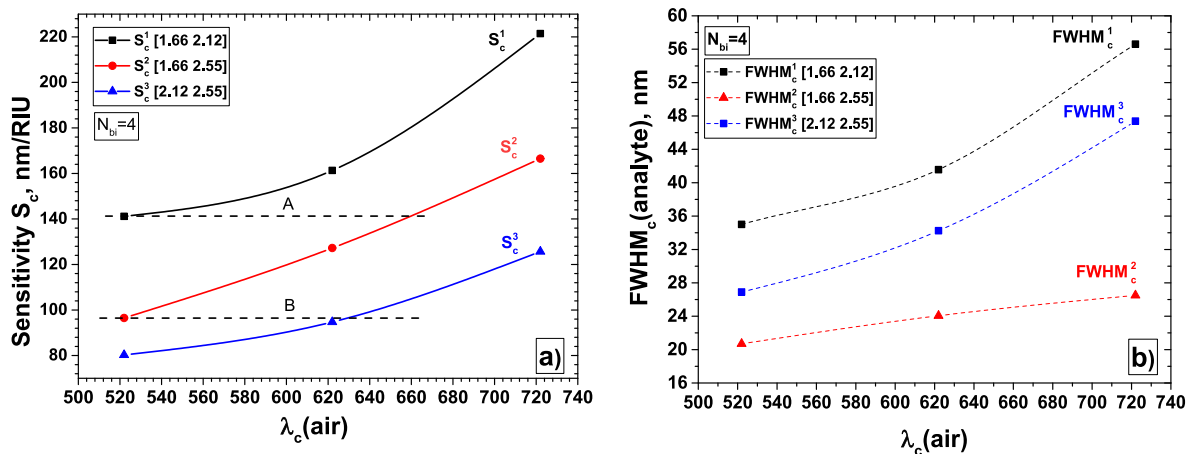 S_c^1 [1.66 2.12]
S_c^2 [1.66 2.55]
S_c^3 [2.12 2.55]
N_bi=4
S_c^1
S_c^2
S_c^3
A
B
a)
Sensitivity S_c, nm/RIU
220
200
180
160
140
120
100
80
500 520 540 560 580 600 620 640 660 680 700 720 740
λ_c(air)
N_bi=4
FWHM_c^1 [1.66 2.12]
FWHM_c^2 [1.66 2.55]
FWHM_c^3 [2.12 2.55]
FWHM_c^1
FWHM_c^3
FWHM_c^2
b)
FWHM_c(analyte), nm
60
56
52
48
44
40
36
32
28
24
20
16
500 520 540 560 580 600 620 640 660 680 700 720 740
λ_c(air)